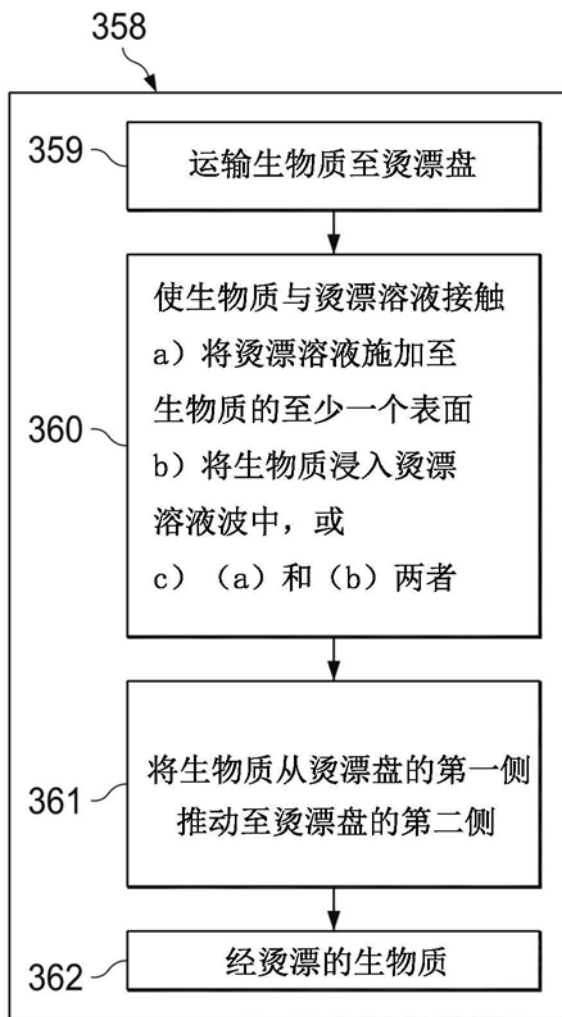 358
359
运输生物质至烫漂盘
360
使生物质与烫漂溶液接触
a）将烫漂溶液施加至
生物质的至少一个表面
b）将生物质浸入烫漂
溶液波中，或
c）（a）和（b）两者
361
将生物质从烫漂盘的第一侧
推动至烫漂盘的第二侧
362
经烫漂的生物质